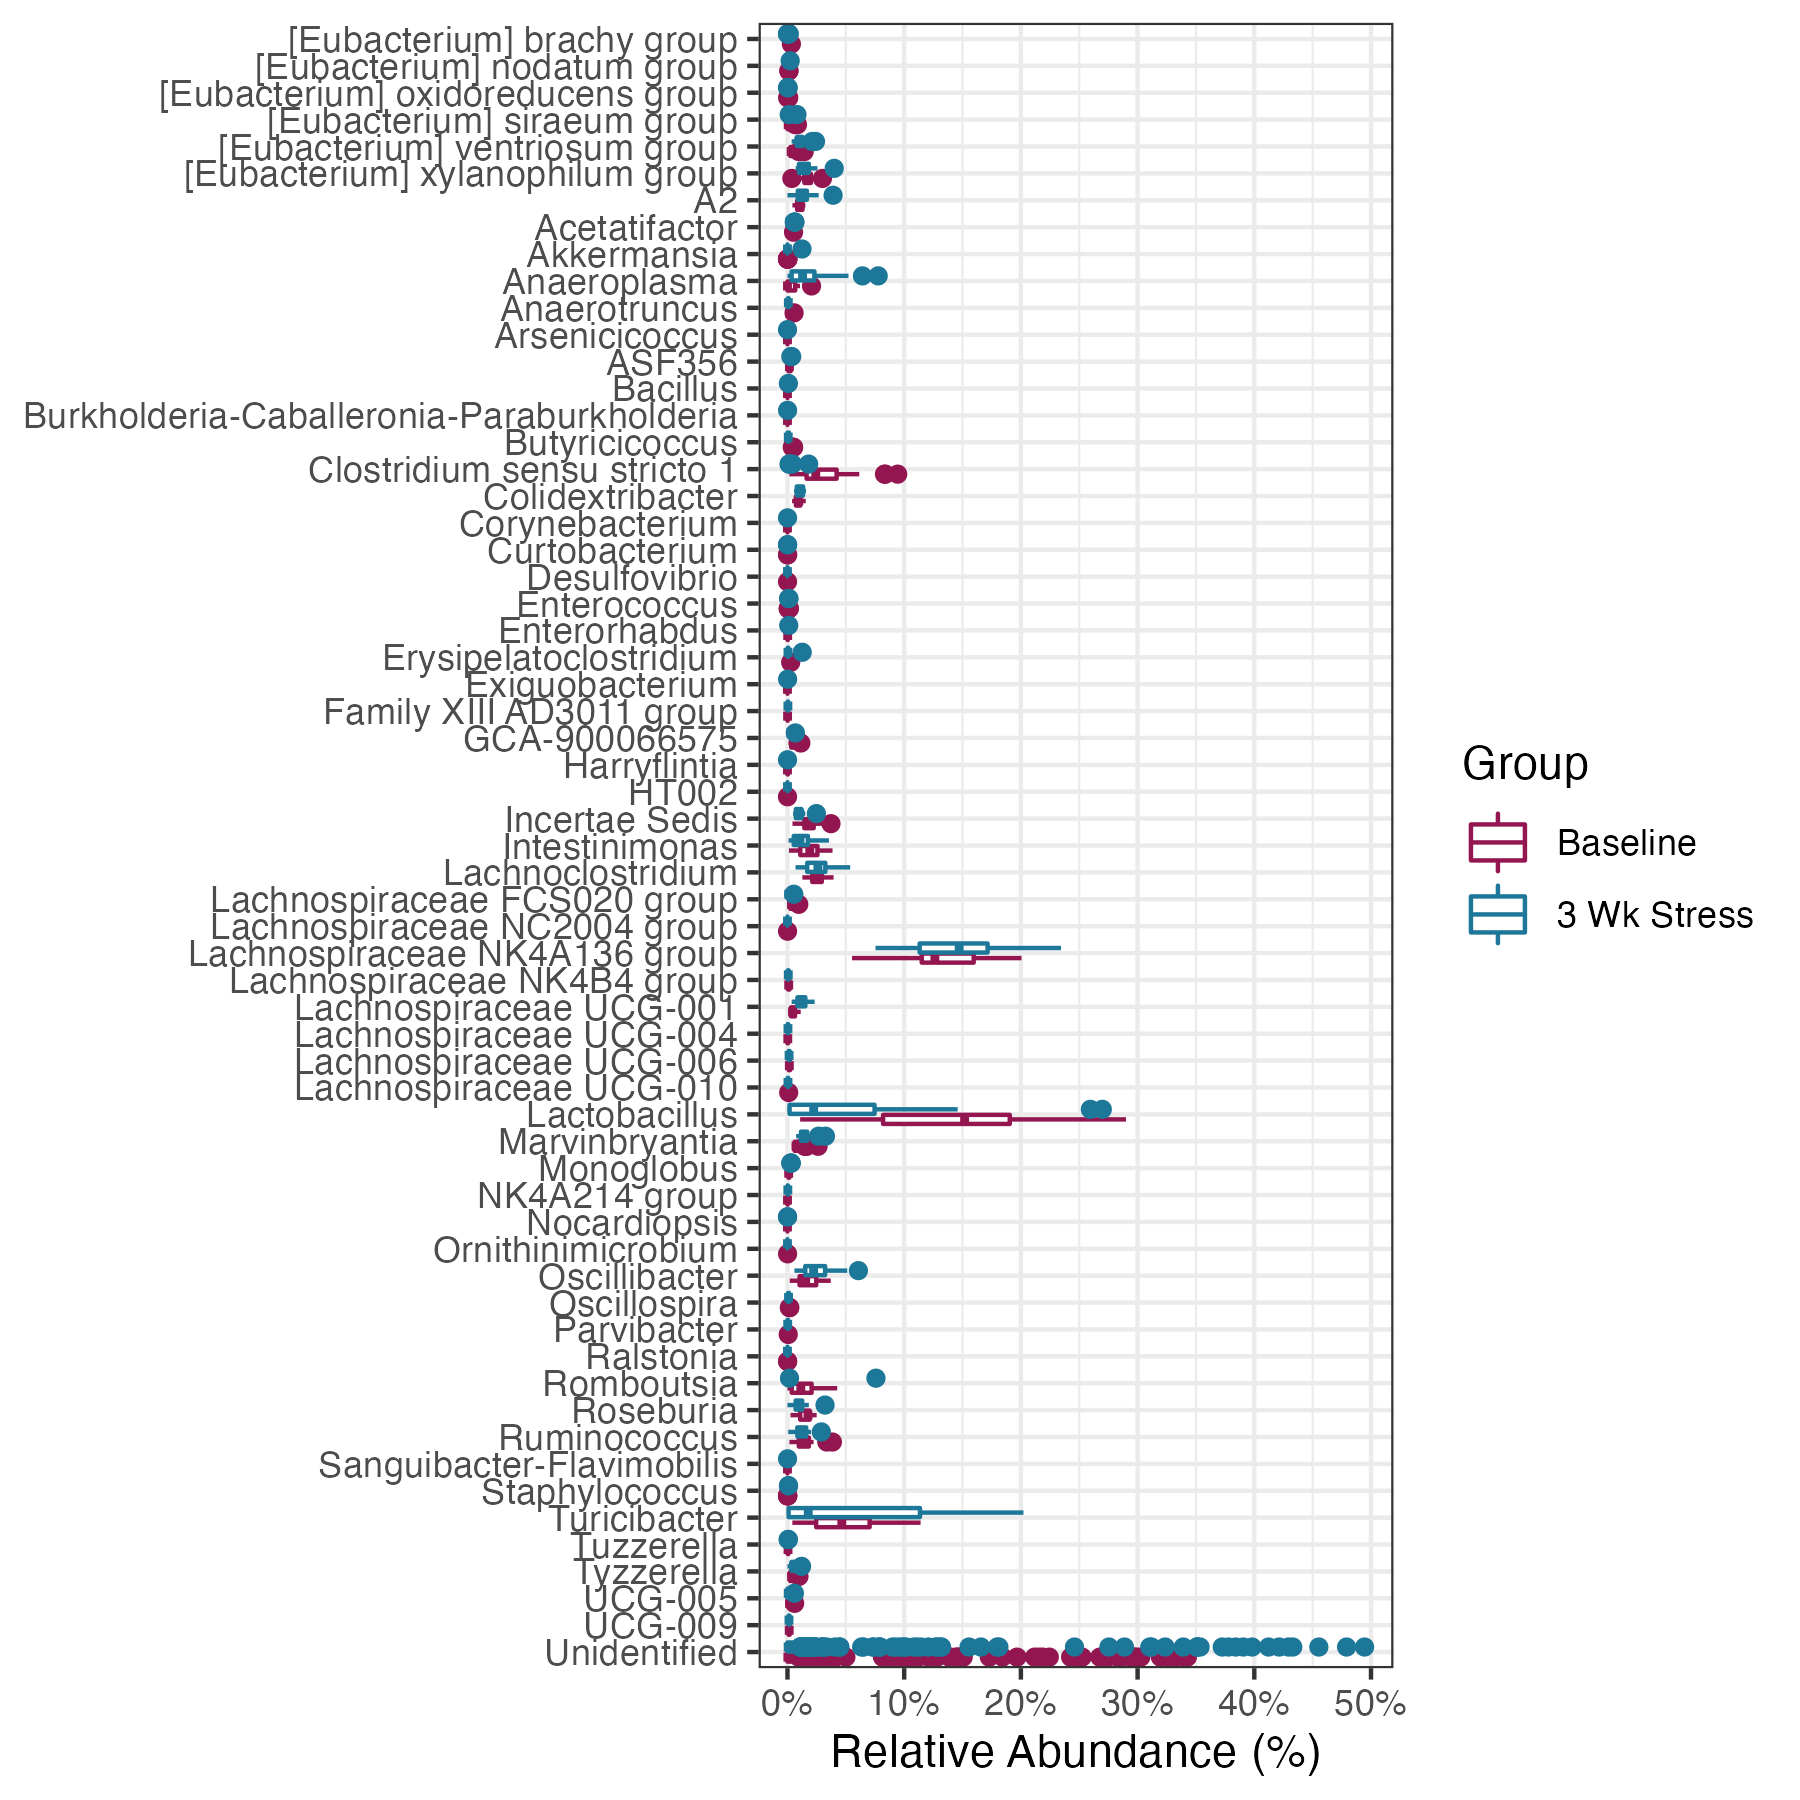 [Eubacterium] brachy group
[Eubacterium] nodatum group
[Eubacterium] oxidoreducens group
[Eubacterium] siraeum group
[Eubacterium] ventriosum group
[Eubacterium] xylanophilum group
A2
Acetatifactor
Akkermansia
Anaeroplasma
Anaerotruncus
Arsenicicoccus
ASF356
Bacillus
Burkholderia-Caballeronia-Paraburkholderia
Butyricicoccus
Clostridium sensu stricto 1
Colidextribacter
Corynebacterium
Curtobacterium
Desulfovibrio
Enterococcus
Enterorhabdus
Erysipelatoclostridium
Exiguobacterium
Family XIII AD3011 group
GCA-900066575
Harryflintia
HT002
Incertae Sedis
Intestinimonas
Lachnoclostridium
Lachnospiraceae FCS020 group
Lachnospiraceae NC2004 group
Lachnospiraceae NK4A136 group
Lachnospiraceae NK4B4 group
Lachnospiraceae UCG-001
Lachnospiraceae UCG-004
Lachnospiraceae UCG-006
Lachnospiraceae UCG-010
Lactobacillus
Marvinbryantia
Monoglobus
NK4A214 group
Nocardiopsis
Ornithinimicrobium
Oscillibacter
Oscillospira
Parvibacter
Ralstonia
Romboutsia
Roseburia
Ruminococcus
Sanguibacter-Flavimobilis
Staphylococcus
Turicibacter
Tuzzerella
Tyzzerella
UCG-005
UCG-009
Unidentified
0% 10% 20% 30% 40% 50%
Relative Abundance (%)
Group
Baseline
3 Wk Stress